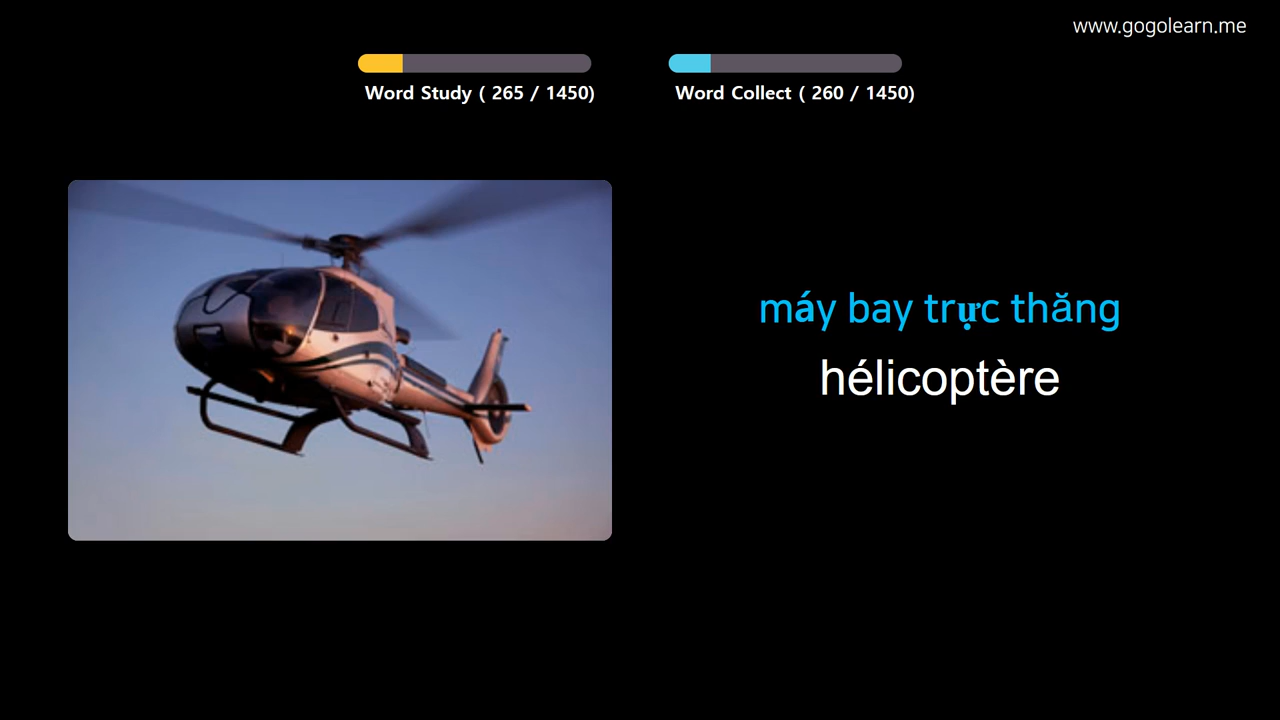 www.gogolearn.me
Word Study ( 265 / 1450)
Word Collect ( 260 / 1450)
máy bay trực thăng
hélicoptère